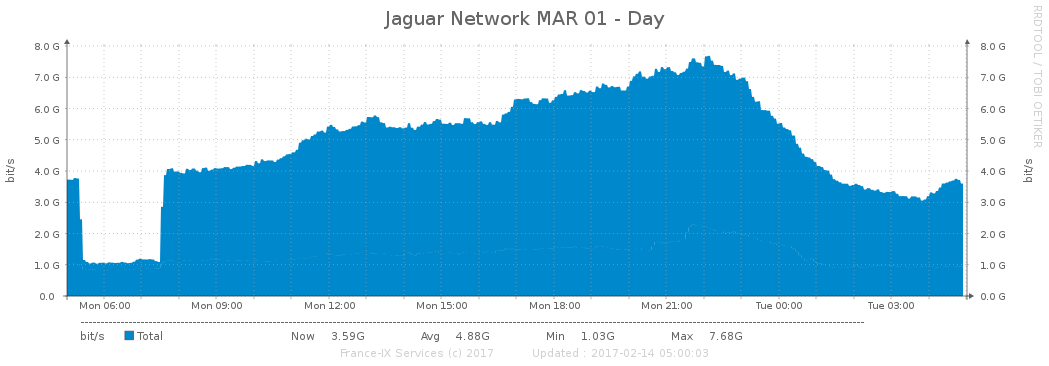 Jaguar Network MAR 01 - Day
RRDTOOL / TOBI OETIKER
8.0 G 8.0 G
7.0 G 7.0 G
6.0 G 6.0 G
5.0 G 5.0 G
4.0 G 4.0 G
3.0 G 3.0 G
2.0 G 2.0 G
1.0 G 1.0 G
0.0 0.0 G
bit/s
bit/s
Mon 06:00 Mon 09:00 Mon 12:00 Mon 15:00 Mon 18:00 Mon 21:00 Tue 00:00 Tue 03:00
bit/s Total Now 3.59G Avg 4.88G Min 1.03G Max 7.68G
France-IX Services (c) 2017 Updated : 2017-02-14 05:00:03